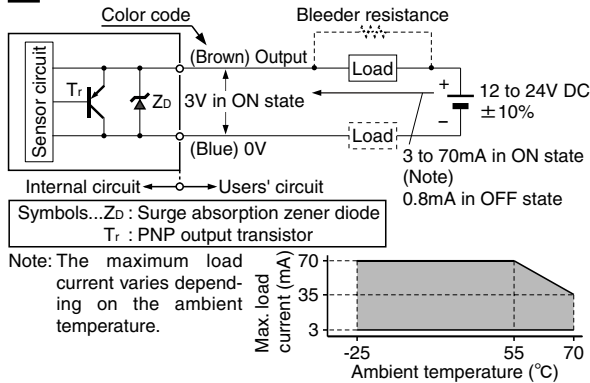 Color code
Bleeder resistance
(Brown) Output
Load
Sensor circuit
Tr
ZD
3V in ON state
+
12 to 24V DC
±10%
−
Load
(Blue) 0V
3 to 70mA in ON state
(Note)
0.8mA in OFF state
Internal circuit
Users' circuit
Symbols...ZD : Surge absorption zener diode
Tr : PNP output transistor
Note: The maximum load
current varies depend-
ing on the ambient
temperature.
Max. load
current (mA)
70
35
3
-25
55
70
Ambient temperature (°C)